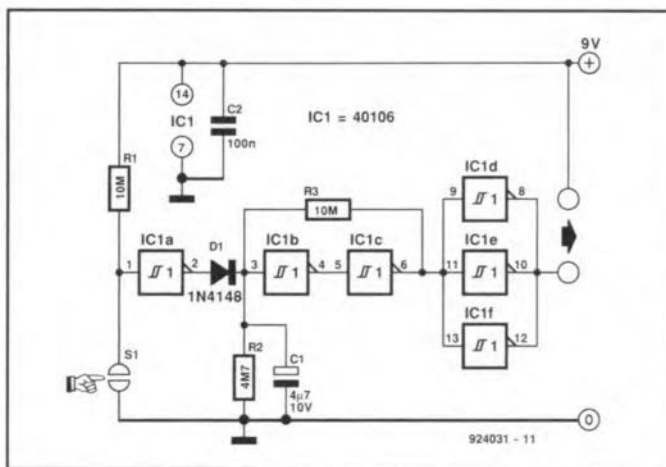 9V
+
14
IC1
7
C2
100n
IC1 = 40106
R1
10M
R3
10M
IC1d
9
1
8
IC1a
1
1
2
D1
1N4148
IC1b
3
1
4
IC1c
5
1
6
IC1e
11
1
10
IC1f
13
1
12
S1
R2
4M7
C1
4µ7
10V
0
924031 - 11